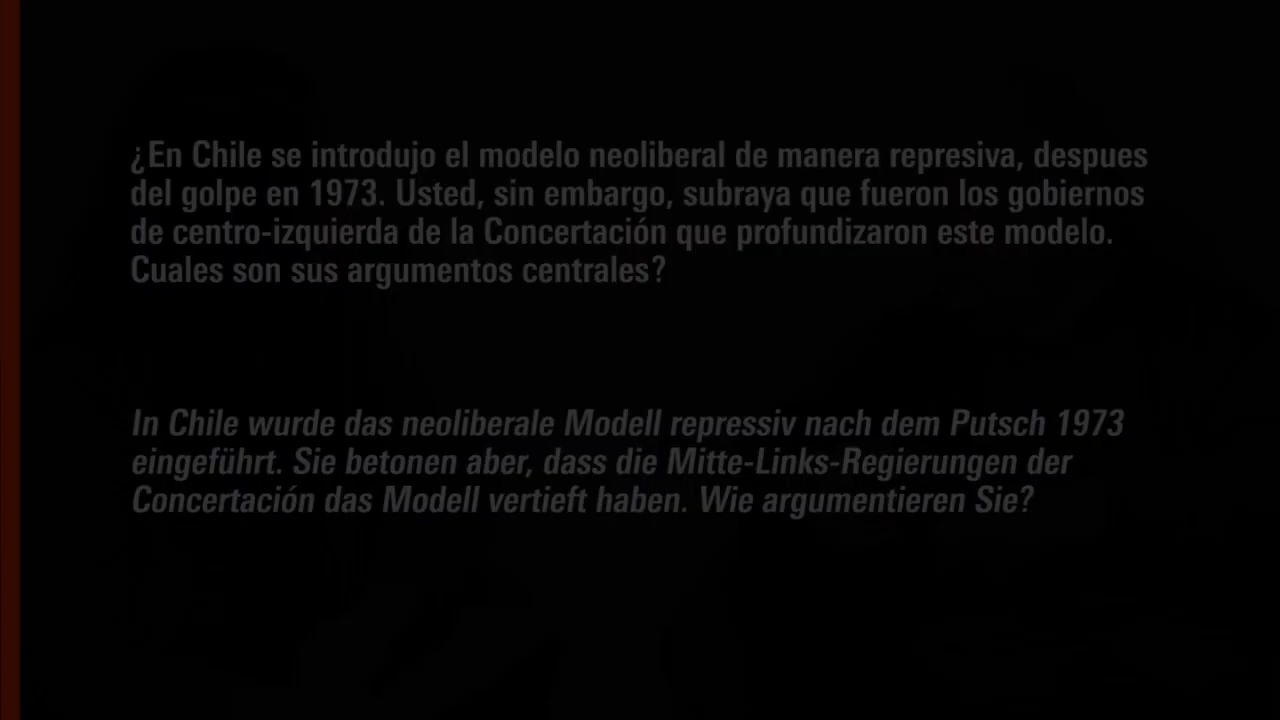 ¿En Chile se introdujo el modelo neoliberal de manera represiva, despues
del golpe en 1973. Usted, sin embargo, subraya que fueron los gobiernos
de centro-izquierda de la Concertación que profundizaron este modelo.
Cuales son sus argumentos centrales?
In Chile wurde das neoliberale Modell repressiv nach dem Putsch 1973
eingeführt. Sie betonen aber, dass die Mitte-Links-Regierungen der
Concertación das Modell vertieft haben. Wie argumentieren Sie?